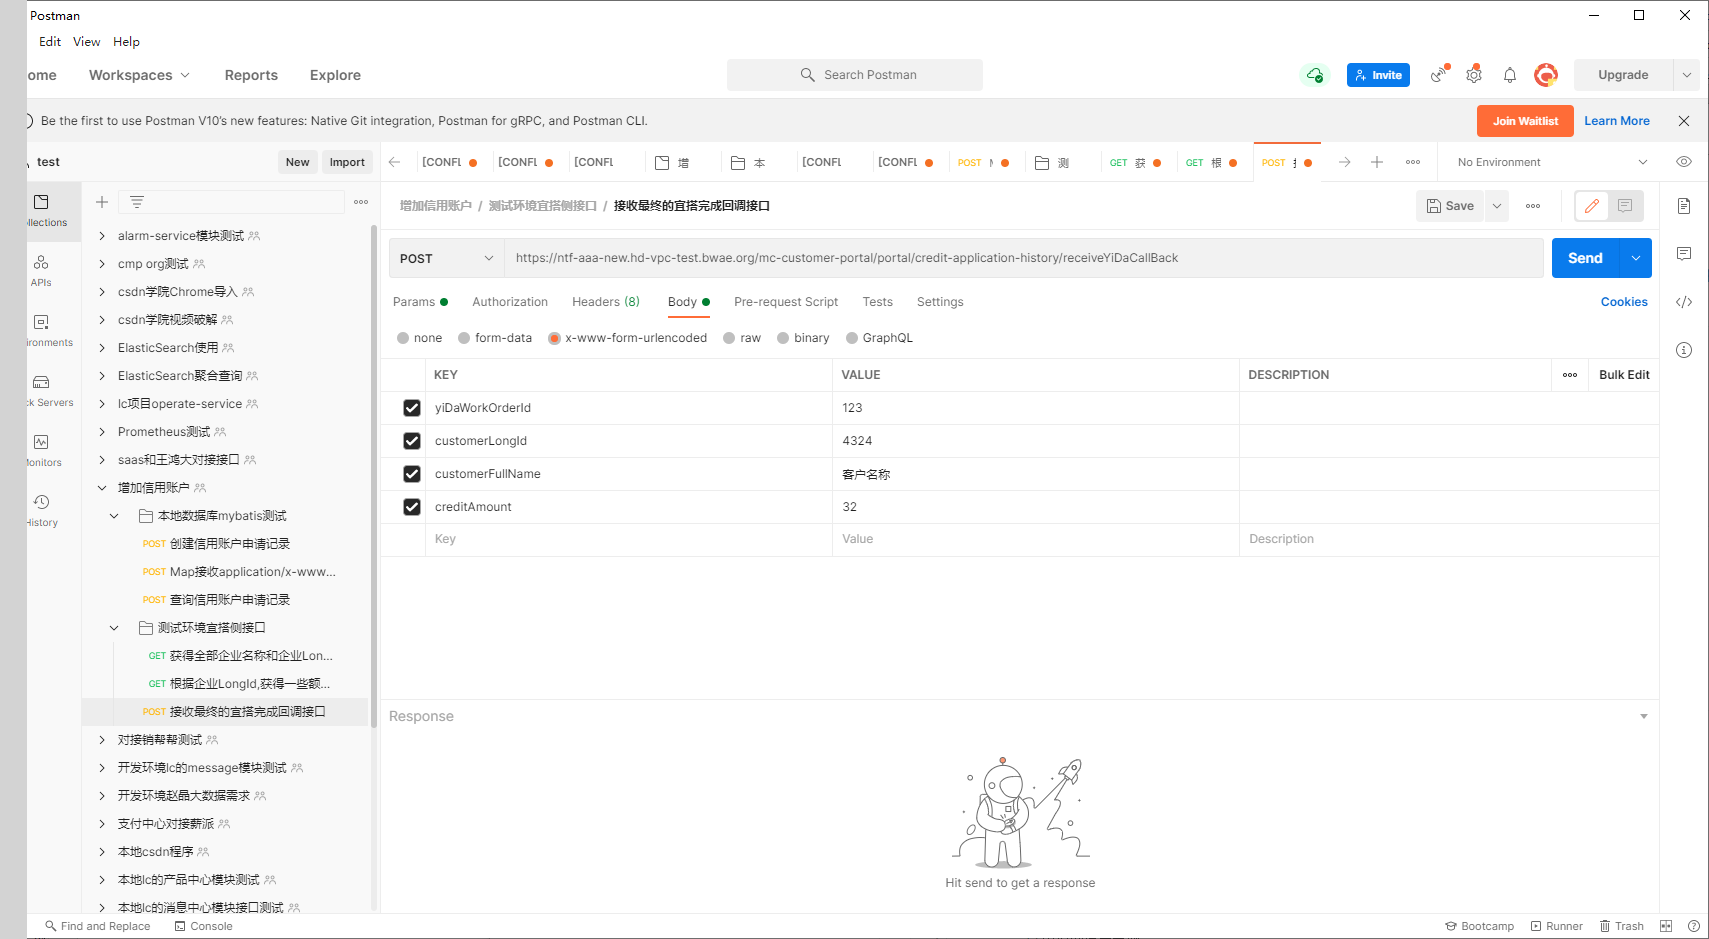 Postman
Edit View Help
ome Workspaces Reports Explore Search Postman Invite Upgrade
Be the first to use Postman V10's new features: Native Git integration, Postman for gRPC, and Postman CLI. Join Waitlist Learn More
test New Import [CONFL [CONFL [CONFL 增 本 [CONFL [CONFL POST 测 GET 获 GET 根 POST No Environment
增加信用账户 / 测试环境宜搭侧接口 / 接收最终的宜搭完成回调接口 Save
POST https://ntf-aaa-new.hd-vpc-test.bwae.org/mc-customer-portal/portal/credit-application-history/receiveYiDaCallBack Send
Params Authorization Headers (8) Body Pre-request Script Tests Settings Cookies
none form-data x-www-form-urlencoded raw binary GraphQL
KEY VALUE DESCRIPTION Bulk Edit
yiDaWorkOrderId 123
customerLongId 4324
customerFullName 客户名称
creditAmount 32
Key Value Description
Response
Hit send to get a response
llections
APIs
ironments
ck Servers
onitors
History
alarm-service模块测试
cmp org测试
csdn学院Chrome导入
csdn学院视频破解
ElasticSearch使用
ElasticSearch聚合查询
lc项目operate-service
Prometheus测试
saas和王鸿大对接接口
增加信用账户
本地数据库mybatis测试
POST 创建信用账户申请记录
POST Map接收application/x-www...
POST 查询信用账户申请记录
测试环境宜搭侧接口
GET 获得全部企业名称和企业Lon...
GET 根据企业LongId,获得一些额...
POST 接收最终的宜搭完成回调接口
对接销帮帮测试
开发环境lc的message模块测试
开发环境赵晶大数据需求
支付中心对接薪派
本地csdn程序
本地lc的产品中心模块测试
本地lc的消息中心模块接口测试
Find and Replace Console Bootcamp Runner Trash